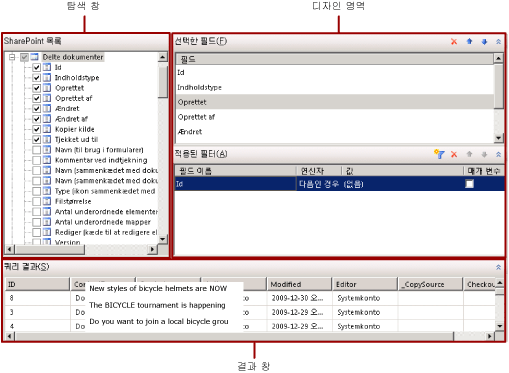 탐색 창
디자인 영역
SharePoint 목록
선택한 필드(F)
Delte dokumenter
Id
Indholdstype
Oprettet
Oprettet af
Ændret
Ændret af
Kopier kilde
Tjekket ud til
Navn (til brug i formularer)
Kommentar ved indtjekning
Navn (sammenkædet med doku
Navn (sammenkædet med doku
Type (ikon sammenkædet med
Filstørrelse
Antal underordnede elementer
Antal underordnede mapper
Rediger (kæde til at redigere el
Version
필드
Id
Indholdstype
Oprettet
Oprettet af
Ændret
적용된 필터(A)
필드 이름 연산자 값 매개 변수
Id 다음인 경우 (없음)
쿼리 결과(S)
ID Con Modified Editor _CopySource Checkou
8 Do 2009-12-30 오... Systemkonto
3 Do to 2009-12-29 오... Systemkonto
4 Do to 2009-12-29 오... Systemkonto
New styles of bicycle helmets are NOW
The BICYCLE tournament is happening
Do you want to join a local bicycle grou
결과 창